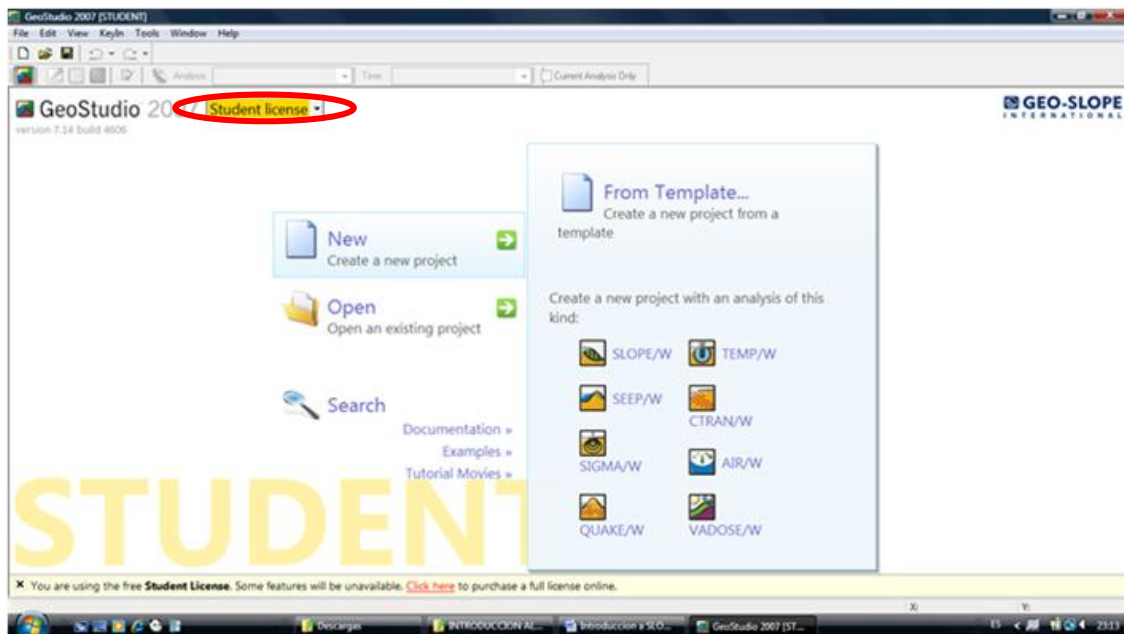 GeoStudio 2007 [STUDENT]
File Edit View KeyIn Tools Window Help
Analysis Time Current Analysis Only
GeoStudio 2007 Student license
version 7.14 build 4606
GEO-SLOPE
INTERNATIONAL
New
Create a new project
Open
Open an existing project
Search
Documentation »
Examples »
Tutorial Movies »
From Template...
Create a new project from a
template
Create a new project with an analysis of this
kind:
SLOPE/W TEMP/W
SEEP/W CTRAN/W
SIGMA/W AIR/W
QUAKE/W VADOSE/W
STUDENT
× You are using the free Student License. Some features will be unavailable. Click here to purchase a full license online.
X: Y:
Descargas INTRODUCCION AL... Introduccion a SLO... GeoStudio 2007 [ST... ES 23:13